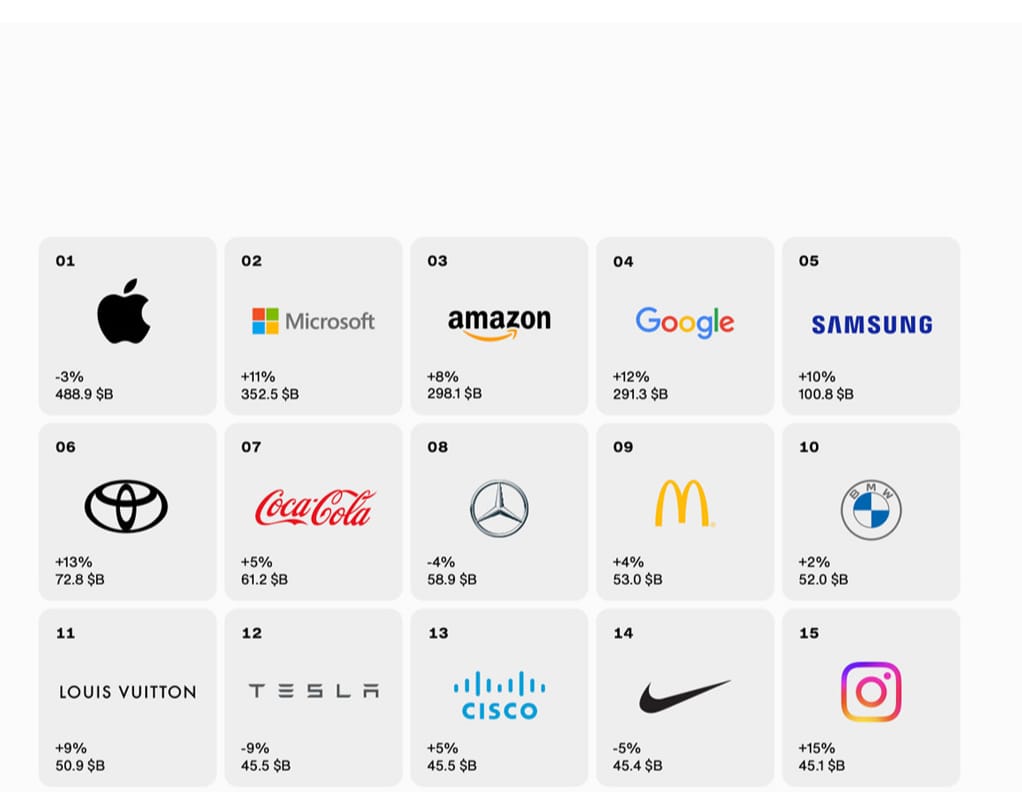 01
-3%
488.9 $B
02
Microsoft
+11%
352.5 $B
03
amazon
+8%
298.1 $B
04
Google
+12%
291.3 $B
05
SAMSUNG
+10%
100.8 $B
06
+13%
72.8 $B
07
Coca-Cola
+5%
61.2 $B
08
-4%
58.9 $B
09
+4%
53.0 $B
10
BMW
+2%
52.0 $B
11
LOUIS VUITTON
+9%
50.9 $B
12
TESLA
-9%
45.5 $B
13
CISCO
+5%
45.5 $B
14
-5%
45.4 $B
15
+15%
45.1 $B